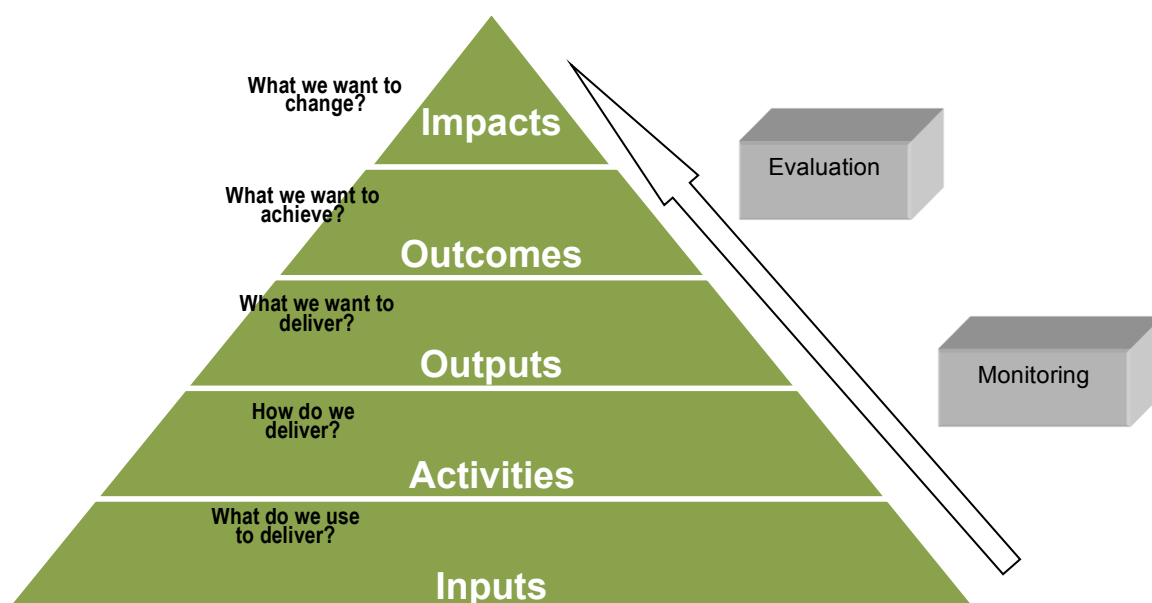 What we want to
change?
Impacts
Evaluation
What we want to
achieve?
Outcomes
What we want to
deliver?
Outputs
Monitoring
How do we
deliver?
Activities
What do we use
to deliver?
Inputs